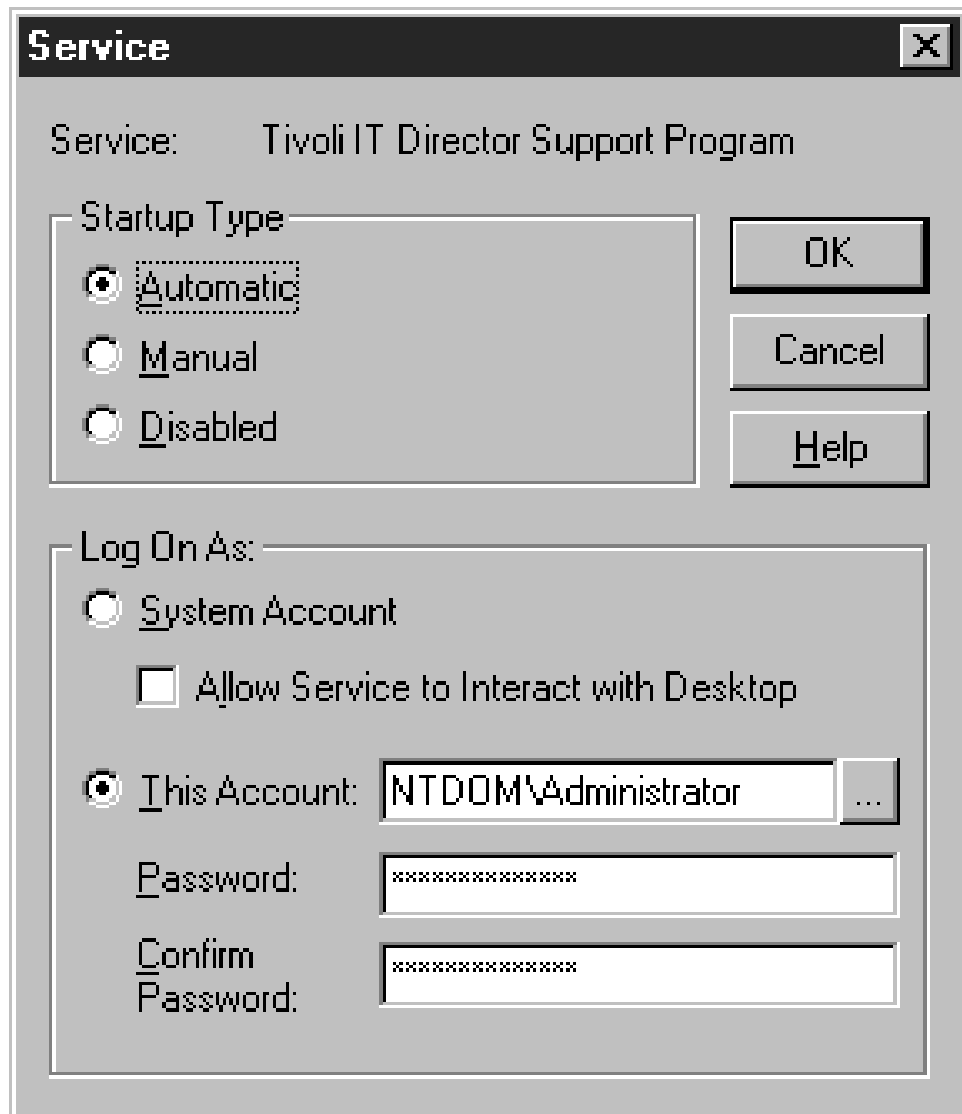 Service
Service: Tivoli IT Director Support Program
Startup Type
Automatic
Manual
Disabled
OK
Cancel
Help
Log On As:
System Account
Allow Service to Interact with Desktop
This Account: NTDOM\Administrator ...
Password: **************
Confirm
Password: **************